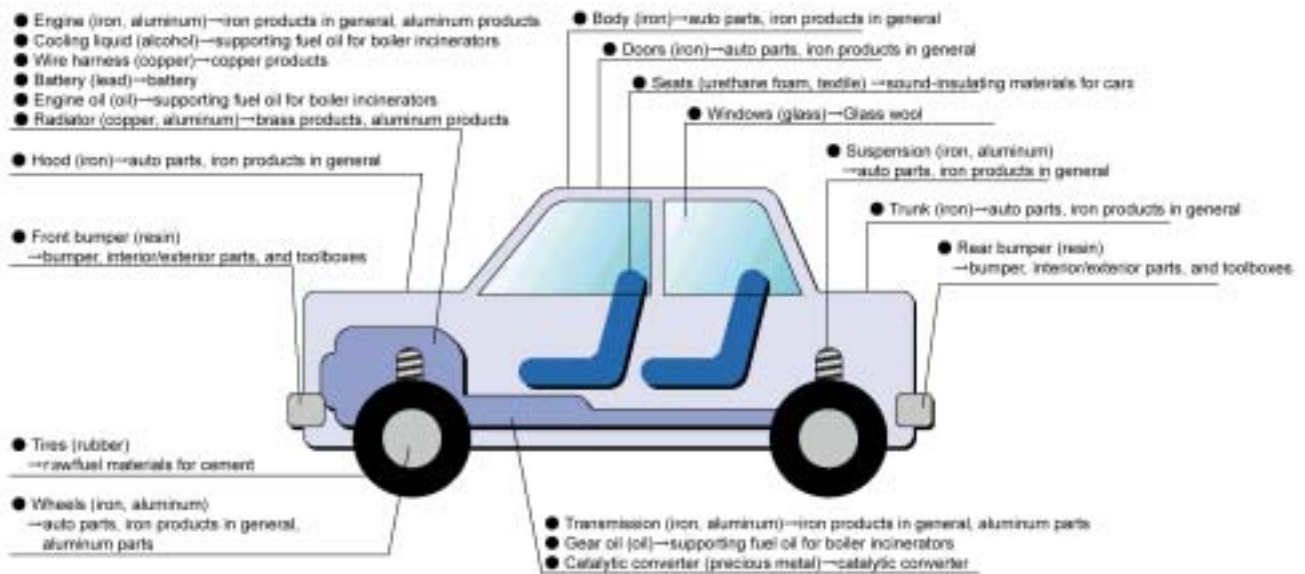 ● Engine (iron, aluminum)→iron products in general, aluminum products
● Cooling liquid (alcohol)→supporting fuel oil for boiler incinerators
● Wire harness (copper)→copper products
● Battery (lead)→battery
● Engine oil (oil)→supporting fuel oil for boiler incinerators
● Radiator (copper, aluminum)→brass products, aluminum products
● Hood (iron)→auto parts, iron products in general
● Front bumper (resin)
→bumper, interior/exterior parts, and toolboxes
● Body (iron)→auto parts, iron products in general
● Doors (iron)→auto parts, iron products in general
● Seats (urethane foam, textile) →sound-insulating materials for cars
● Windows (glass)→Glass wool
● Suspension (iron, aluminum)
→auto parts, iron products in general
● Trunk (iron)→auto parts, iron products in general
● Rear bumper (resin)
→bumper, interior/exterior parts, and toolboxes
● Tires (rubber)
→raw/fuel materials for cement
● Wheels (iron, aluminum)
→auto parts, iron products in general,
aluminum parts
● Transmission (iron, aluminum)→iron products in general, aluminum parts
● Gear oil (oil)→supporting fuel oil for boiler incinerators
● Catalytic converter (precious metal)→catalytic converter